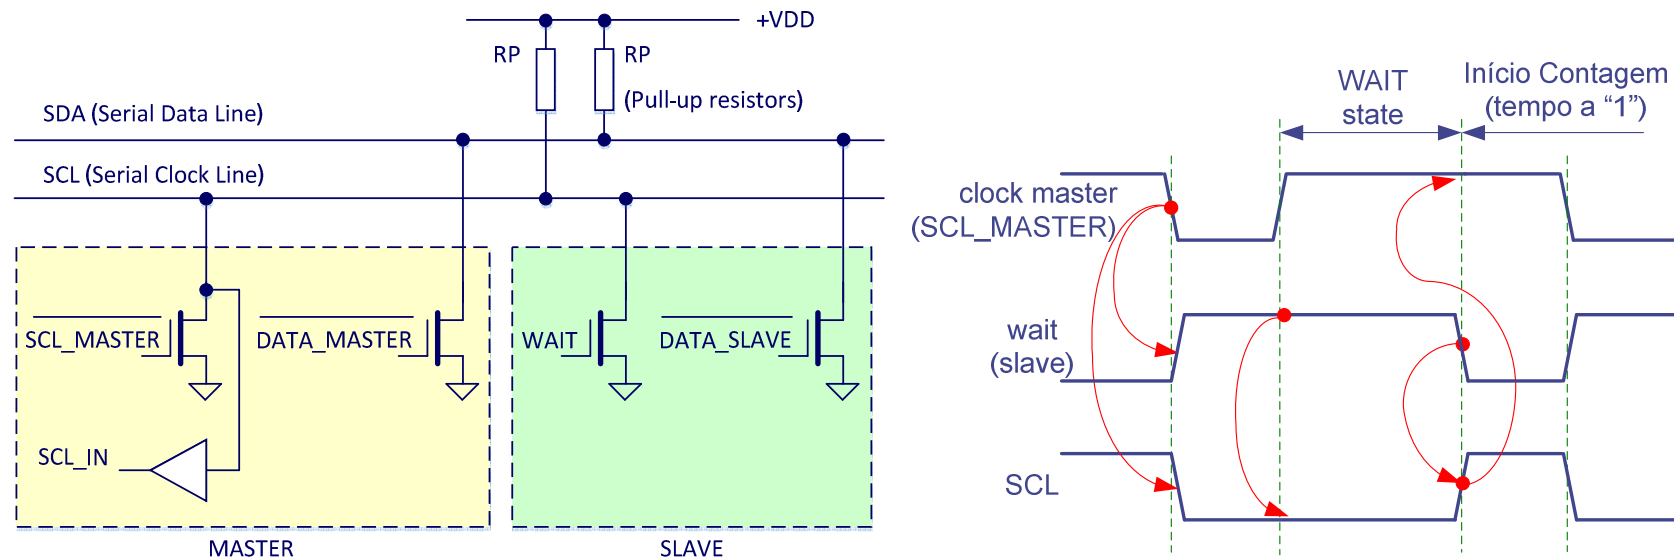 +VDD
RP
RP
(Pull-up resistors)
SDA (Serial Data Line)
SCL (Serial Clock Line)
SCL_MASTER
DATA_MASTER
WAIT
DATA_SLAVE
SCL_IN
MASTER
SLAVE
WAIT
state
Início Contagem
(tempo a “1”)
clock master
(SCL_MASTER)
wait
(slave)
SCL